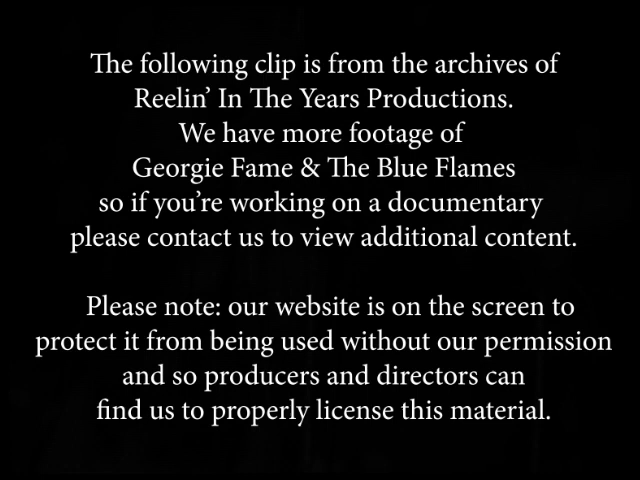 The following clip is from the archives of
Reelin’ In The Years Productions.
We have more footage of
Georgie Fame & The Blue Flames
so if you’re working on a documentary
please contact us to view additional content.
Please note: our website is on the screen to
protect it from being used without our permission
and so producers and directors can
find us to properly license this material.